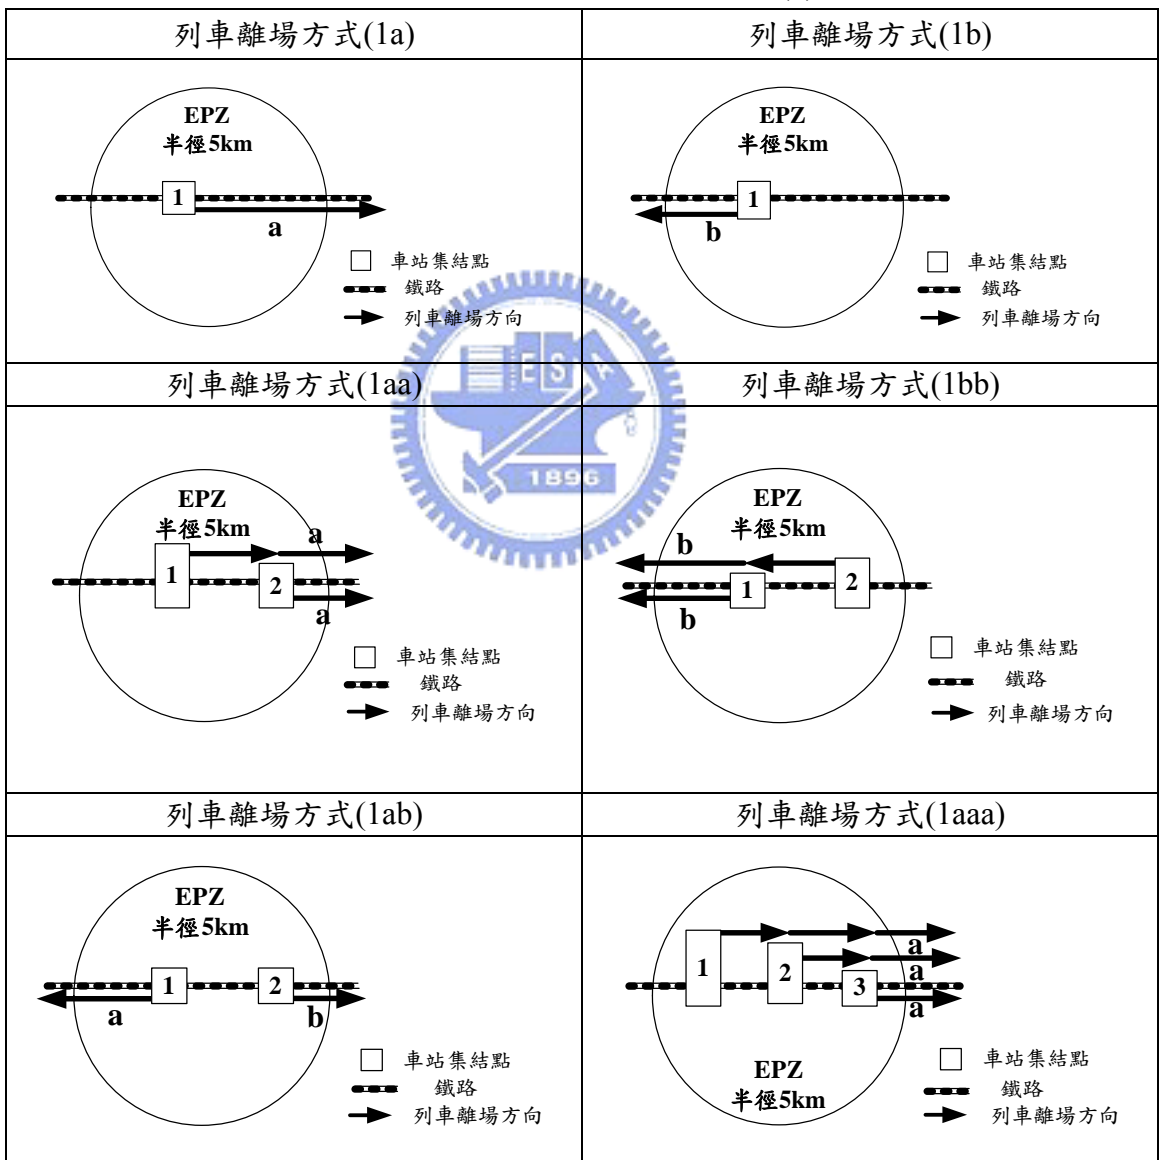 列車離場方式(1a)
列車離場方式(1b)
EPZ
半徑5km
1
a
車站集結點
鐵路
列車離場方向
EPZ
半徑5km
1
b
車站集結點
鐵路
列車離場方向
列車離場方式(1aa)
列車離場方式(1bb)
EPZ
半徑5km
a
1
2
a
車站集結點
鐵路
列車離場方向
EPZ
半徑5km
b
1
2
b
車站集結點
鐵路
列車離場方向
E S
1896
列車離場方式(1ab)
列車離場方式(1aaa)
EPZ
半徑5km
1
2
a
b
車站集結點
鐵路
列車離場方向
1
2
3
a
a
a
EPZ
半徑5km
車站集結點
鐵路
列車離場方向